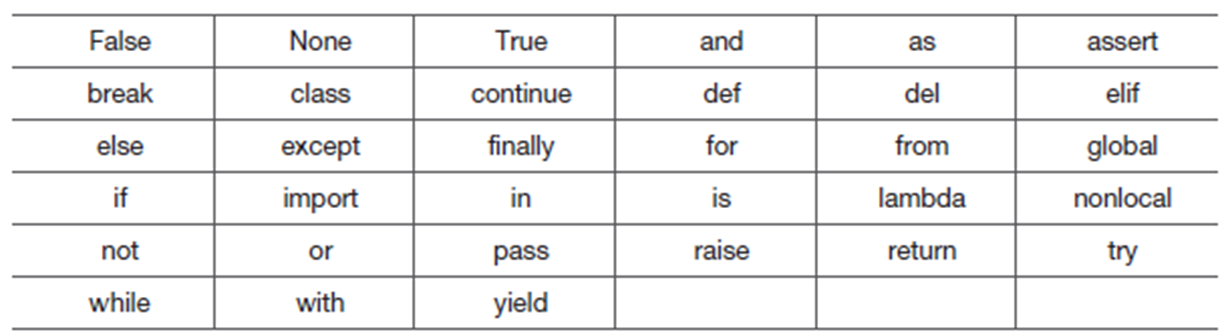 False None True and as assert
break class continue def del elif
else except finally for from global
if import in is lambda nonlocal
not or pass raise return try
while with yield